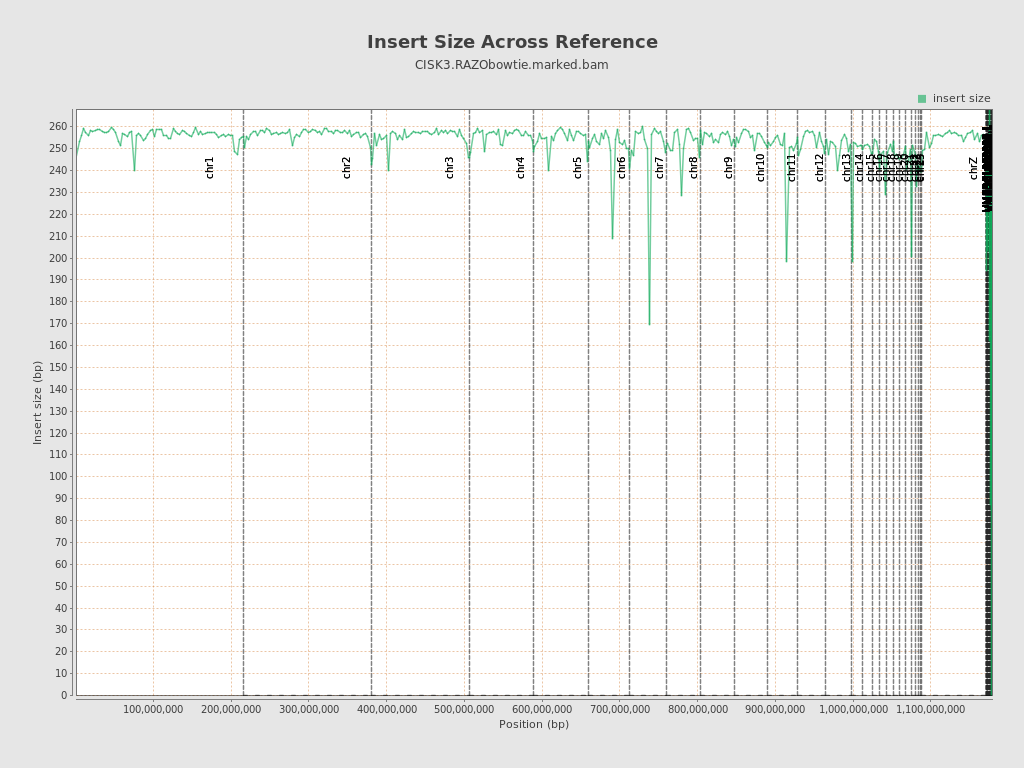 Insert Size Across Reference
CISK3.RAZObowtie.marked.bam
insert size
260
250
240
230
220
210
200
190
180
170
160
150
140
130
120
110
100
90
80
70
60
50
40
30
20
10
0
Insert size (bp)
chr1
chr2
chr3
chr4
chr5
chr6
chr7
chr8
chr9
chr10
chr11
chr12
chr13
chr14
chr15
chrZ
100,000,000
200,000,000
300,000,000
400,000,000
500,000,000
600,000,000
700,000,000
800,000,000
900,000,000
1,000,000,000
1,100,000,000
Position (bp)